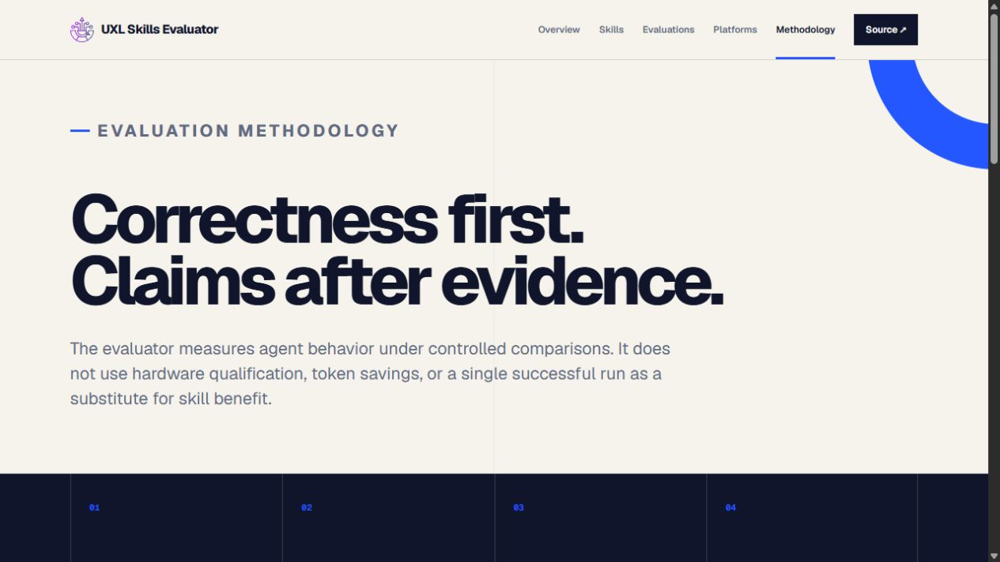 UXL Skills Evaluator
Overview
Skills
Evaluations
Platforms
Methodology
Source ↗
EVALUATION METHODOLOGY
Correctness first.
Claims after evidence.
The evaluator measures agent behavior under controlled comparisons. It does
not use hardware qualification, token savings, or a single successful run as a
substitute for skill benefit.
01
02
03
04